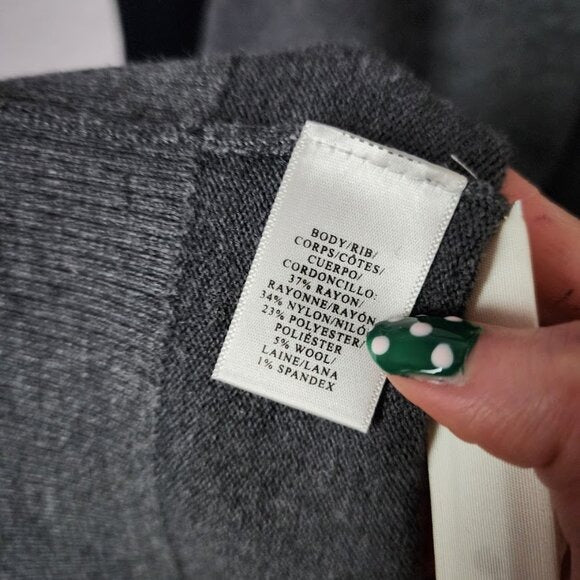 BODY/RIB/
CORPS/CÔTES/
CUERPO/
CORDONCILLO:
37% RAYON/
RAYONNE/RAYÓN
34% NYLON/NILÓN
23% POLYESTER/
POLIÉSTER
5% WOOL/
LAINE/LANA
1% SPANDEX